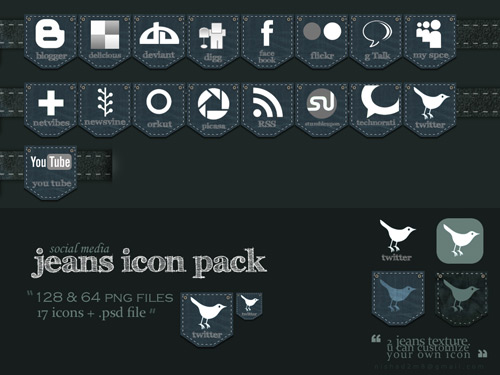 blogger delicious deviant digg face book flickr g Talk my spce
netvibes newsvine orkut picasa RSS stumbleupon technorati twitter
You Tube
you tube
social media
jeans icon pack
" 128 & 64 PNG FILES
17 icons + .psd file "
twitter twitter
twitter
" 2 jeans texture,
u can customize
your own icon "